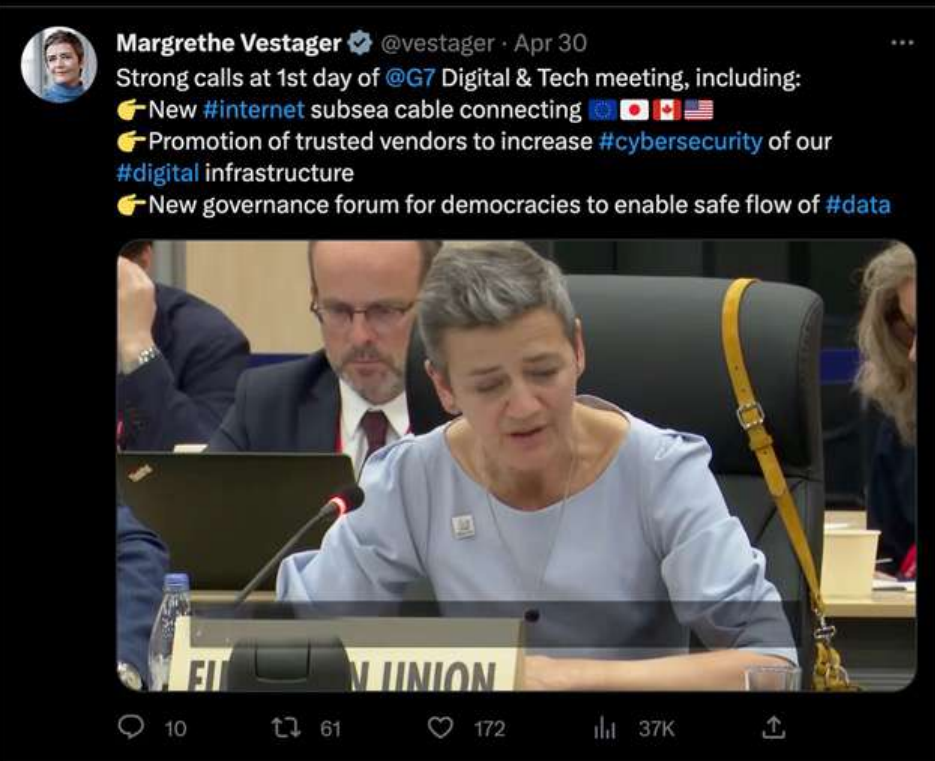 Margrethe Vestager @vestager · Apr 30
Strong calls at 1st day of @G7 Digital & Tech meeting, including:
👉New #internet subsea cable connecting 🇪🇺🇯🇵🇨🇦🇺🇸
👉Promotion of trusted vendors to increase #cybersecurity of our
#digital infrastructure
👉New governance forum for democracies to enable safe flow of #data
UNION
10 61 172 37K